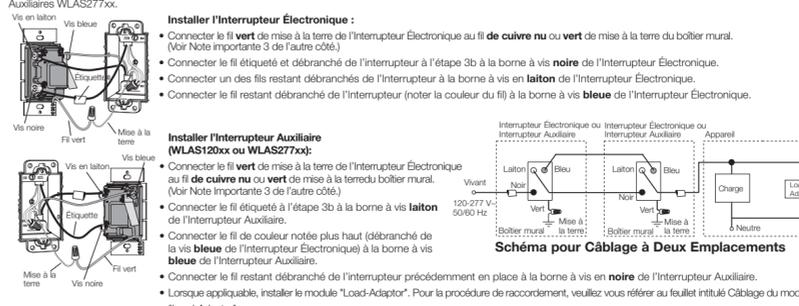 Auxiliaires WLAS277xx.
Vis en laiton
Vis bleue
Étiquette
Vis noire
Fil vert
Mise à la
terre
Installer l'Interrupteur Électronique :
• Connecter le fil vert de mise à la terre de l'Interrupteur Électronique au fil de cuivre nu ou vert de mise à la terre du boîtier mural.
(Voir Note importante 3 de l'autre côté.)
• Connecter le fil étiqueté et débranché de l'interrupteur à l'étape 3b à la borne à vis noire de l'Interrupteur Électronique.
• Connecter un des fils restant débranchés de l'Interrupteur à la borne à vis en laiton de l'Interrupteur Électronique.
• Connecter le fil restant débranché de l'Interrupteur (noter la couleur du fil) à la borne à vis bleue de l'Interrupteur Électronique.
Vis bleue
Vis en laiton
Étiquette
Mise à la
terre
Vis noire
Fil vert
Installer l'Interrupteur Auxiliaire
(WLAS120xx ou WLAS277xx):
• Connecter le fil vert de mise à la terre de l'Interrupteur Électronique
au fil de cuivre nu ou vert de mise à la terredu boîtier mural.
(Voir Note Importante 3 de l'autre côté.)
• Connecter le fil étiqueté à l'étape 3b à la borne à vis laiton
de l'Interrupteur Auxiliaire.
• Connecter le fil de couleur notée plus haut (débranché de
la vis bleue de l'Interrupteur Électronique) à la borne à vis
bleue de l'Interrupteur Auxiliaire.
• Connecter le fil restant débranché de l'interrupteur précédemment en place à la borne à vis en noire de l'Interrupteur Auxiliaire.
• Lorsque appliquable, installer le module "Load-Adaptor". Pour la procédure de raccordement, veuillez vous référer au feuillet intitulé Câblage du mod
Interrupteur Électronique ou
Interrupteur Auxiliaire
Interrupteur Électronique ou
Interrupteur Auxiliaire
Appareil
Laiton
Bleu
Laiton
Bleu
Vivant
Noir
Noir
120-277 V~
50/60 Hz
Vert
Vert
Boîtier mural
Mise à
la terre
Boîtier mural
Mise à
la terre
Charge
Lo
Ad
Neutre
Schéma pour Câblage à Deux Emplacements